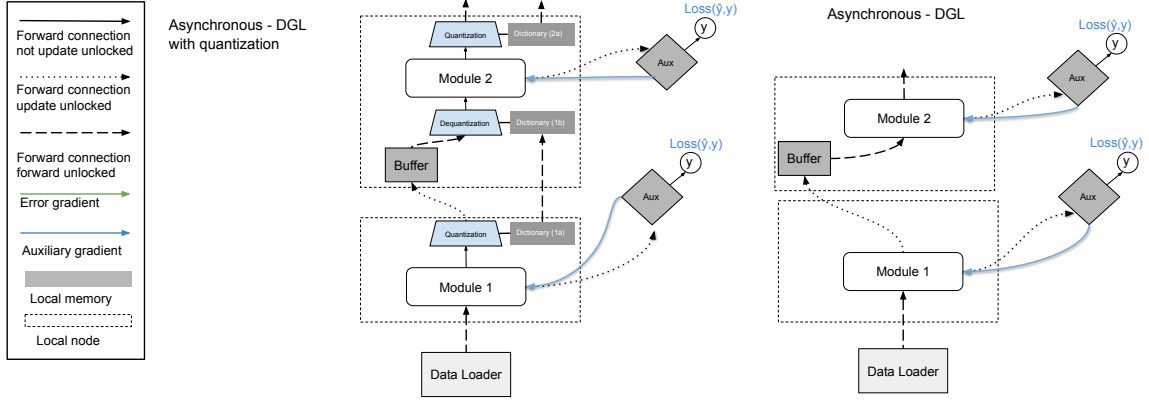 Forward connection
not update unlocked
Forward connection
update unlocked
Forward connection
forward unlocked
Error gradient
Auxiliary gradient
Local memory
Local node
Asynchronous - DGL
with quantization
Quantization
Dictionary (2a)
Module 2
Aux
y
Loss(ŷ,y)
Dequantization
Dictionary (1b)
Buffer
Quantization
Dictionary (1a)
Aux
y
Loss(ŷ,y)
Module 1
Data Loader
Asynchronous - DGL
Loss(ŷ,y)
y
Aux
Module 2
Buffer
Loss(ŷ,y)
y
Aux
Module 1
Data Loader